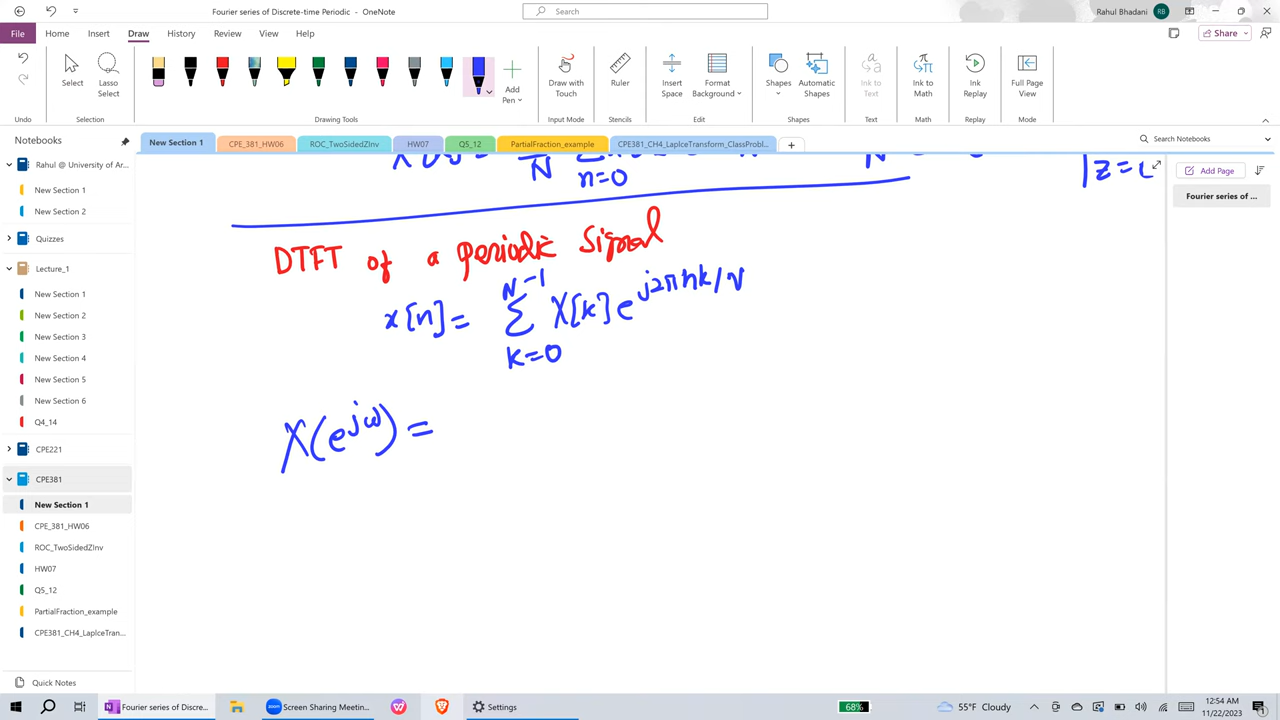 Fourier series of Discrete-time Periodic - OneNote
Search
Rahul Bhadani RB
File Home Insert Draw History Review View Help
Share
Select
Lasso Select
Add Pen
Draw with Touch
Ruler
Insert Space
Format Background
Shapes
Automatic Shapes
Ink to Text
Ink to Math
Ink Replay
Full Page View
Undo Selection Drawing Tools Input Mode Stencils Edit Shapes Text Math Replay Mode
Notebooks
New Section 1 CPE_381_HW06 ROC_TwoSidedZInv HW07 Q5_12 PartialFraction_example CPE381_CH4_LaplceTransform_ClassProbl... +
Search Notebooks
Add Page
Fourier series of ...
Rahul @ University of Ar...
New Section 1
New Section 2
Quizzes
Lecture_1
New Section 1
New Section 2
New Section 3
New Section 4
New Section 5
New Section 6
Q4_14
CPE221
CPE381
New Section 1
CPE_381_HW06
ROC_TwoSidedZInv
HW07
Q5_12
PartialFraction_example
CPE381_CH4_LaplceTran...
Quick Notes
N n=0
DTFT of a periodic Signal
x[n] = Σ_{k=0}^{N-1} X[k] e^{j2πnk/N}
X(e^{jω}) =
Fourier series of Discre...
Screen Sharing Meetin...
Settings
68%
55°F Cloudy
12:54 AM
11/22/2023